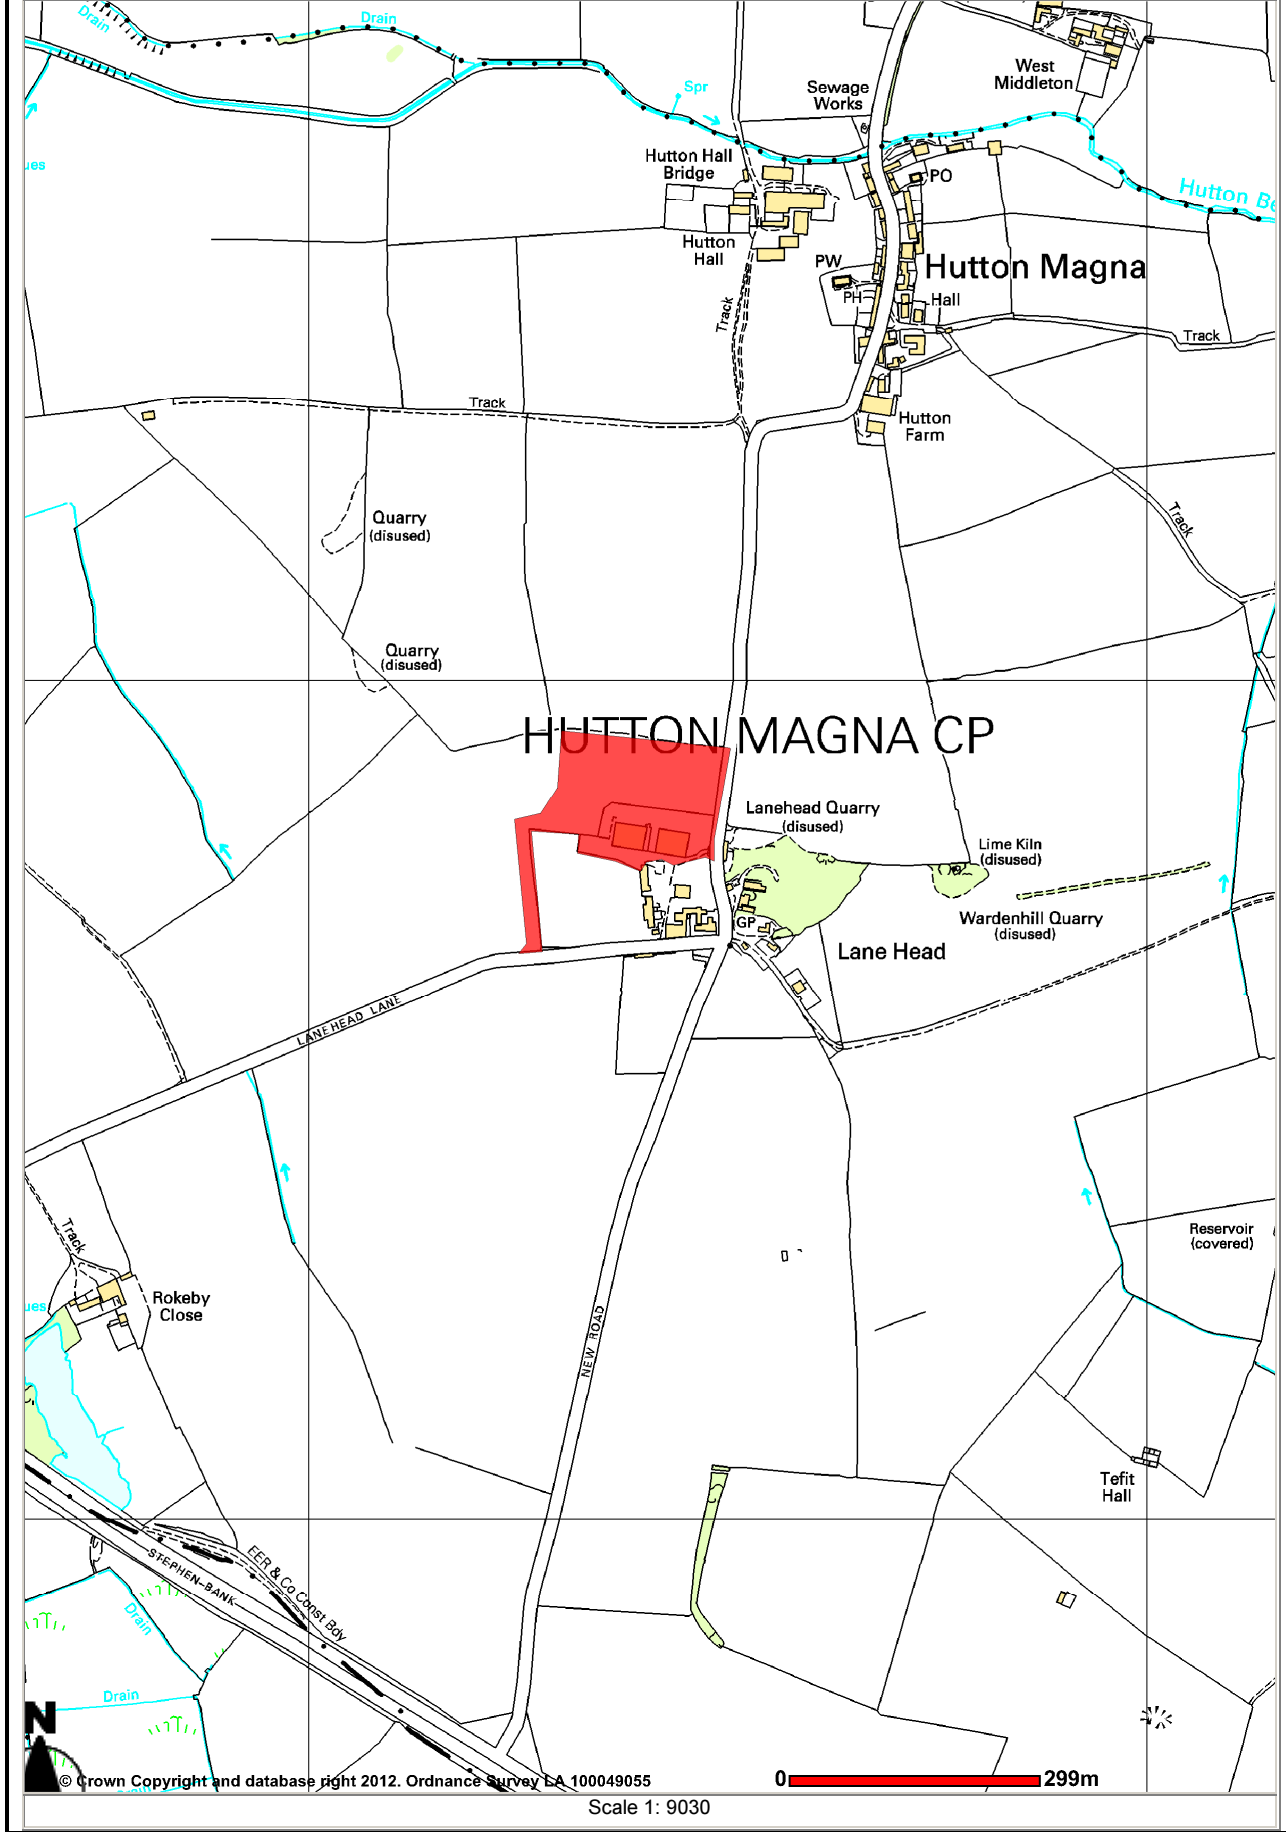 Drain
Drain
Spr
Sewage
Works
West
Middleton
ues
Hutton Hall
Bridge
PO
Hutton
Hutton
Hall
PW
Hutton Magna
PH
Hall
Track
Track
Track
Hutton
Farm
Quarry
(disused)
Track
Quarry
(disused)
HUTTON MAGNA CP
Lanehead Quarry
(disused)
Lime Kiln
(disused)
Wardenhill Quarry
(disused)
GP
Lane Head
LANEHEAD LANE
Track
Reservoir
(covered)
Rokeby
Close
ues
NEW ROAD
Tefit
Hall
STEPHEN-BANK
EER & Co Const Bdy
Drain
Drain
N
© Crown Copyright and database right 2012. Ordnance Survey LA 100049055
0
299m
Scale 1: 9030